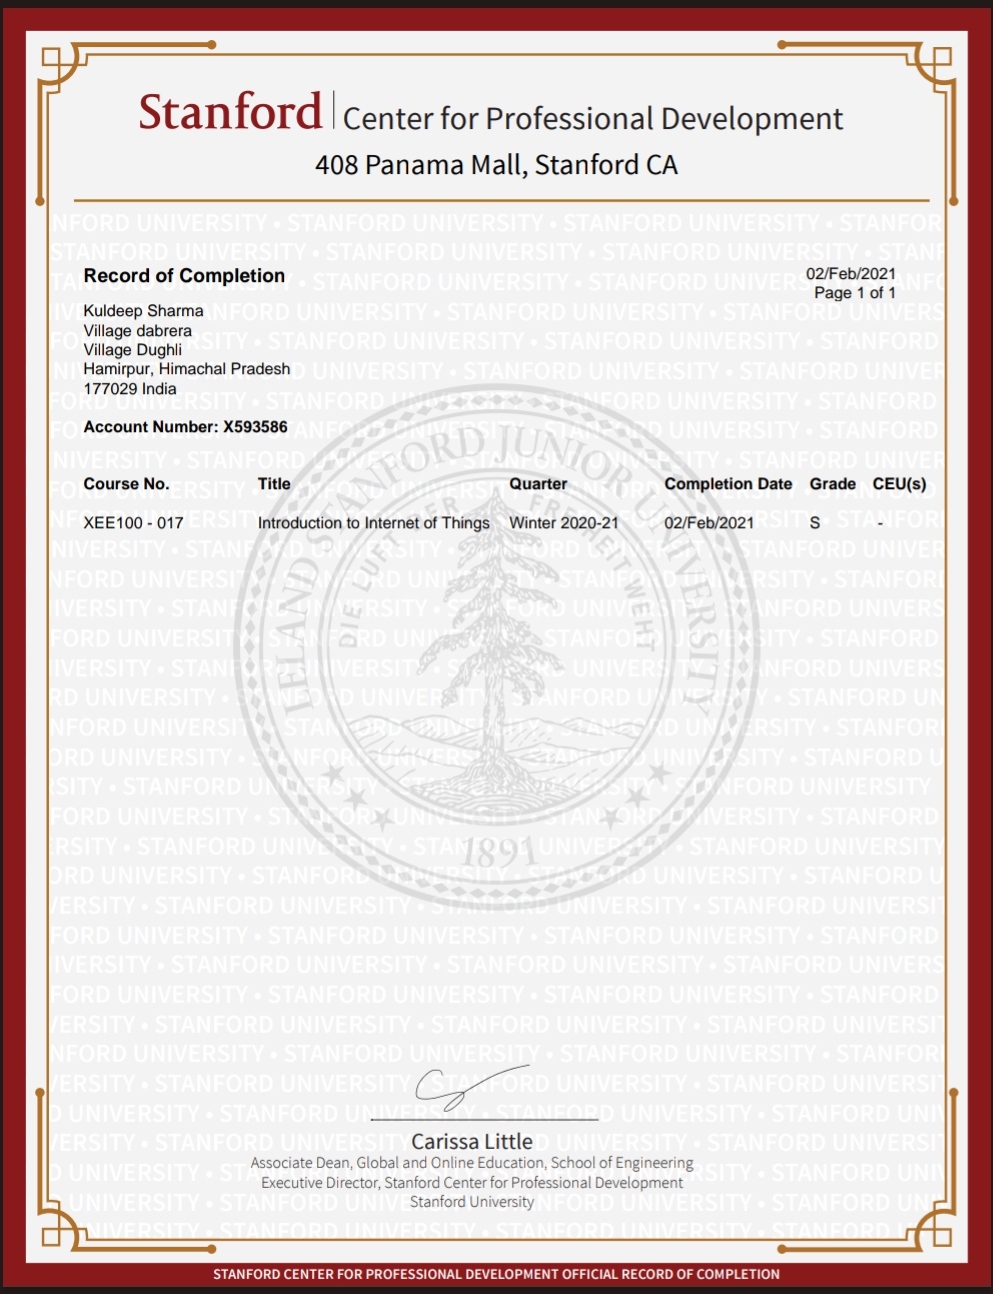 Stanford | Center for Professional Development
408 Panama Mall, Stanford CA
Record of Completion
02/Feb/2021
Page 1 of 1
Kuldeep Sharma
Village dabrera
Village Dughli
Hamirpur, Himachal Pradesh
177029 India
Account Number: X593586
Course No. Title Quarter Completion Date Grade CEU(s)
XEE100 - 017 Introduction to Internet of Things Winter 2020-21 02/Feb/2021 S -
LELAND STANFORD JUNIOR UNIVERSITY
DIE LUFT DER FREIHEIT WEHT
1891
Carissa Little
Associate Dean, Global and Online Education, School of Engineering
Executive Director, Stanford Center for Professional Development
Stanford University
STANFORD CENTER FOR PROFESSIONAL DEVELOPMENT OFFICIAL RECORD OF COMPLETION